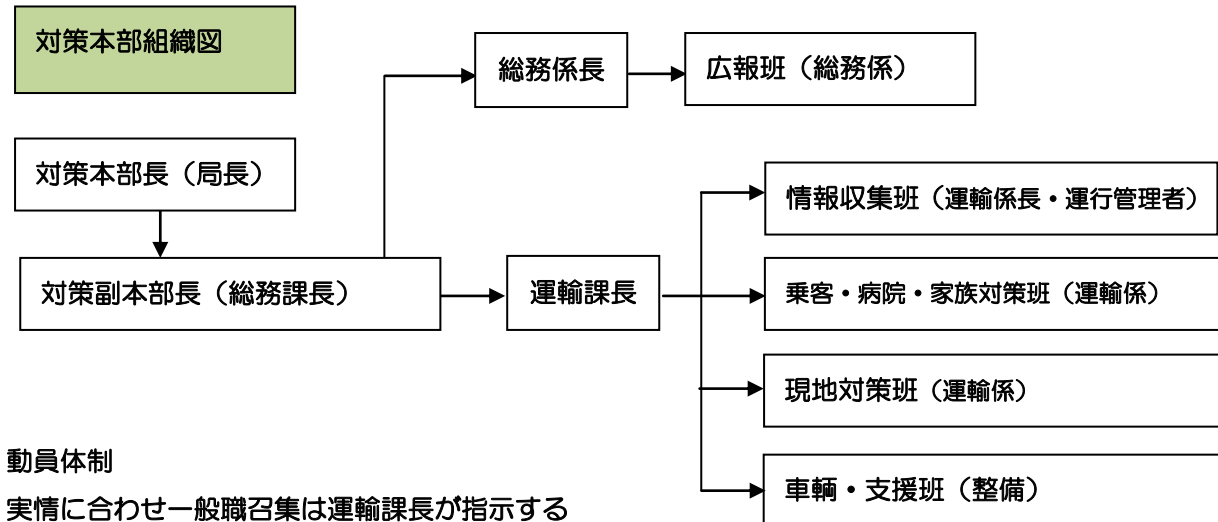 対策本部組織図
総務係長
広報班（総務係）
対策本部長（局長）
情報収集班（運輸係長・運行管理者）
対策副本部長（総務課長）
運輸課長
乗客・病院・家族対策班（運輸係）
現地対策班（運輸係）
車輌・支援班（整備）
動員体制
実情に合わせ一般職召集は運輸課長が指示する